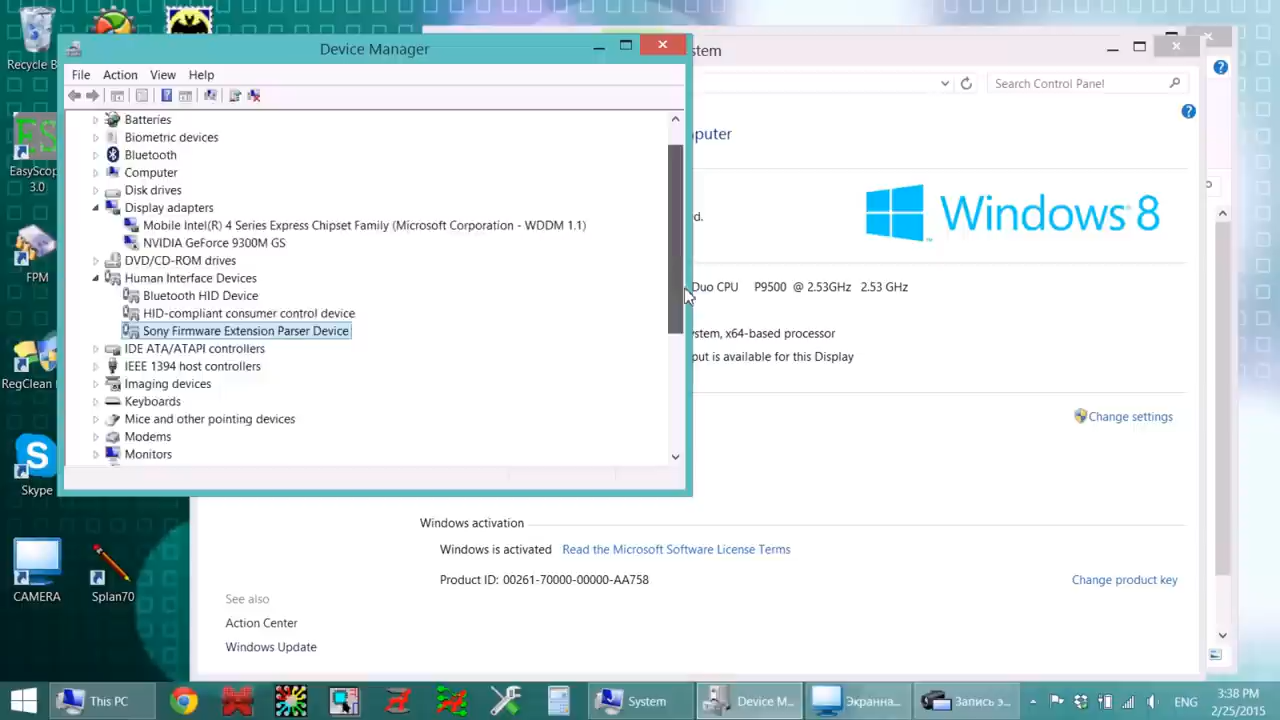 Recycle B
EasyScop
3.0
FPM
RegClean
Skype
CAMERA
Splan70
Device Manager
File Action View Help
Batteries
Biometric devices
Bluetooth
Computer
Disk drives
Display adapters
Mobile Intel(R) 4 Series Express Chipset Family (Microsoft Corporation - WDDM 1.1)
NVIDIA GeForce 9300M GS
DVD/CD-ROM drives
Human Interface Devices
Bluetooth HID Device
HID-compliant consumer control device
Sony Firmware Extension Parser Device
IDE ATA/ATAPI controllers
IEEE 1394 host controllers
Imaging devices
Keyboards
Mice and other pointing devices
Modems
Monitors
stem
Search Control Panel
puter
d.
Windows 8
Duo CPU P9500 @ 2.53GHz 2.53 GHz
stem, x64-based processor
put is available for this Display
Change settings
Windows activation
Windows is activated Read the Microsoft Software License Terms
Product ID: 00261-70000-00000-AA758
Change product key
See also
Action Center
Windows Update
This PC
System
Device M...
Экранна...
Запись э...
ENG
3:38 PM
2/25/2015